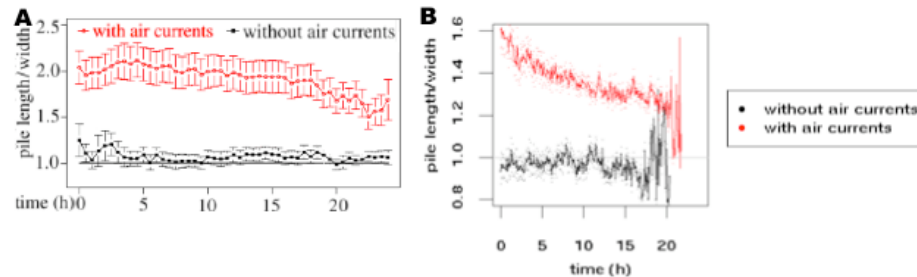 A
2.5
with air currents
without air currents
2.0
1.5
1.0
pile length/width
time (h)0
5
10
15
20
B
1.6
1.4
1.2
1.0
0.8
pile length/width
0
5
10
15
20
time (h)
without air currents
with air currents